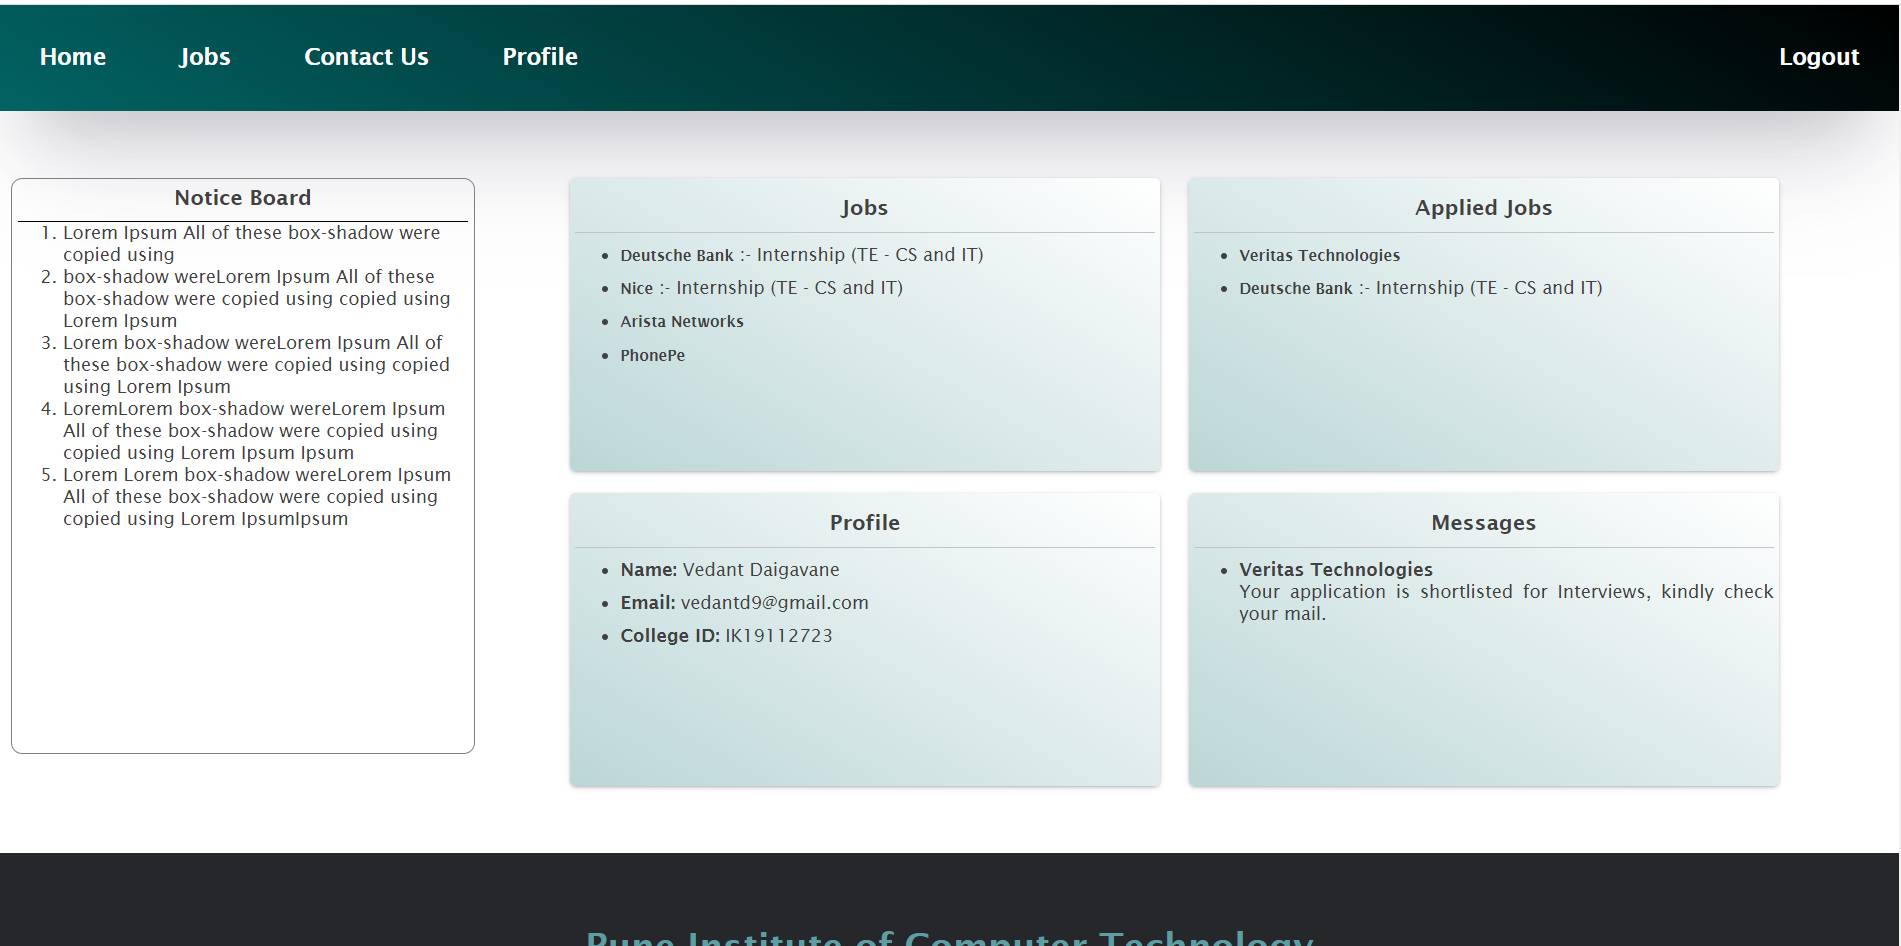 Home Jobs Contact Us Profile Logout
Notice Board
1. Lorem Ipsum All of these box-shadow were
copied using
2. box-shadow wereLorem Ipsum All of these
box-shadow were copied using copied using
Lorem Ipsum
3. Lorem box-shadow wereLorem Ipsum All of
these box-shadow were copied using copied
using Lorem Ipsum
4. LoremLorem box-shadow wereLorem Ipsum
All of these box-shadow were copied using
copied using Lorem Ipsum Ipsum
5. Lorem Lorem box-shadow wereLorem Ipsum
All of these box-shadow were copied using
copied using Lorem IpsumIpsum
Jobs
• Deutsche Bank :- Internship (TE - CS and IT)
• Nice :- Internship (TE - CS and IT)
• Arista Networks
• PhonePe
Applied Jobs
• Veritas Technologies
• Deutsche Bank :- Internship (TE - CS and IT)
Profile
• Name: Vedant Daigavane
• Email: vedantd9@gmail.com
• College ID: IK19112723
Messages
• Veritas Technologies
Your application is shortlisted for Interviews, kindly check
your mail.
Pune Institute of Computer Technology